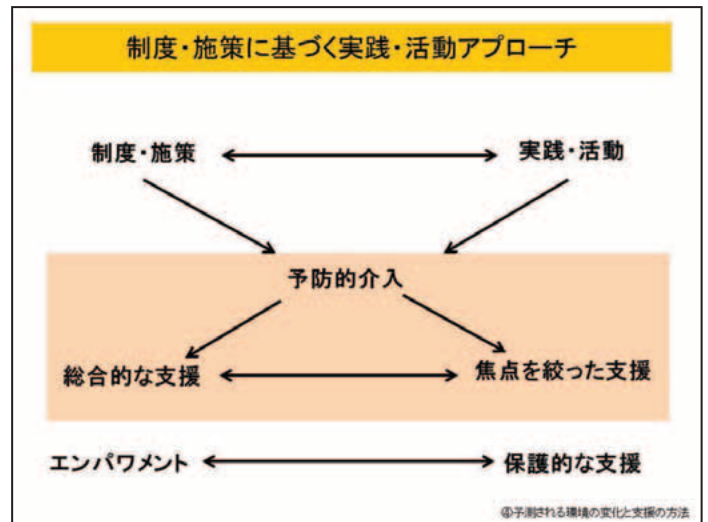 制度・施策に基づく実践・活動アプローチ
制度・施策
実践・活動
予防的介入
総合的な支援
焦点を絞った支援
エンパワメント
保護的な支援
④予測される環境の変化と支援の方法